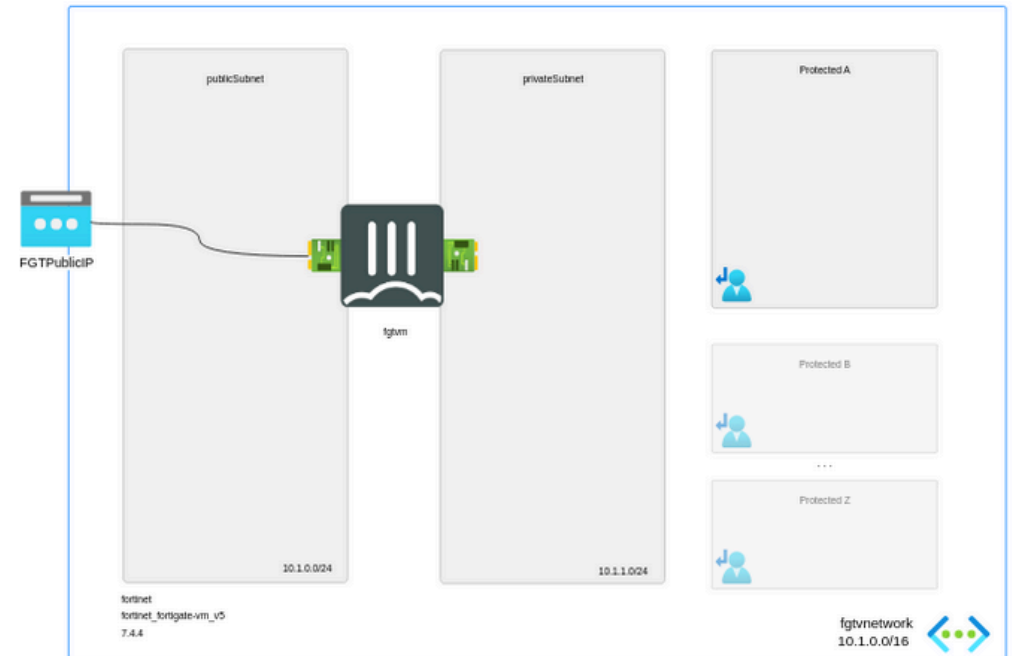 publicSubnet
privateSubnet
Protected A
FGTPublicIP
fgtvm
Protected B
...
Protected Z
10.1.0.0/24
10.1.1.0/24
fortinet
fortinet_fortigate-vm_v5
7.4.4
fgtvnetwork
10.1.0.0/16